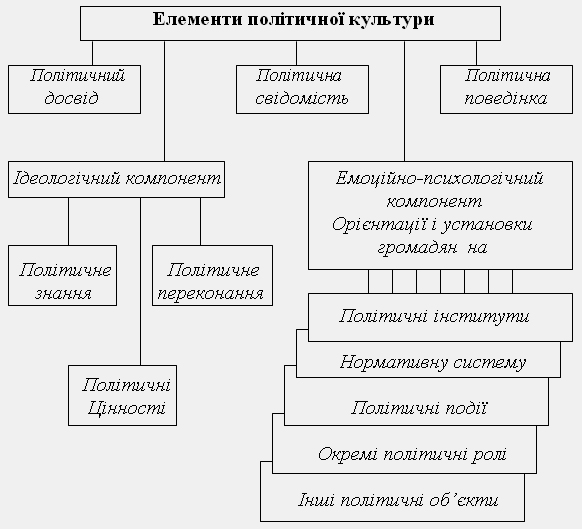 Елементи політичної культури
Політичний
досвід
Політична
свідомість
Політична
поведінка
Ідеологічний компонент
Емоційно-психологічний
компонент
Орієнтації і установки
громадян на
Політичне
знання
Політичне
переконання
Політичні
Цінності
Політичні інститути
Нормативну систему
Політичні події
Окремі політичні ролі
Інші політичні об’єкти